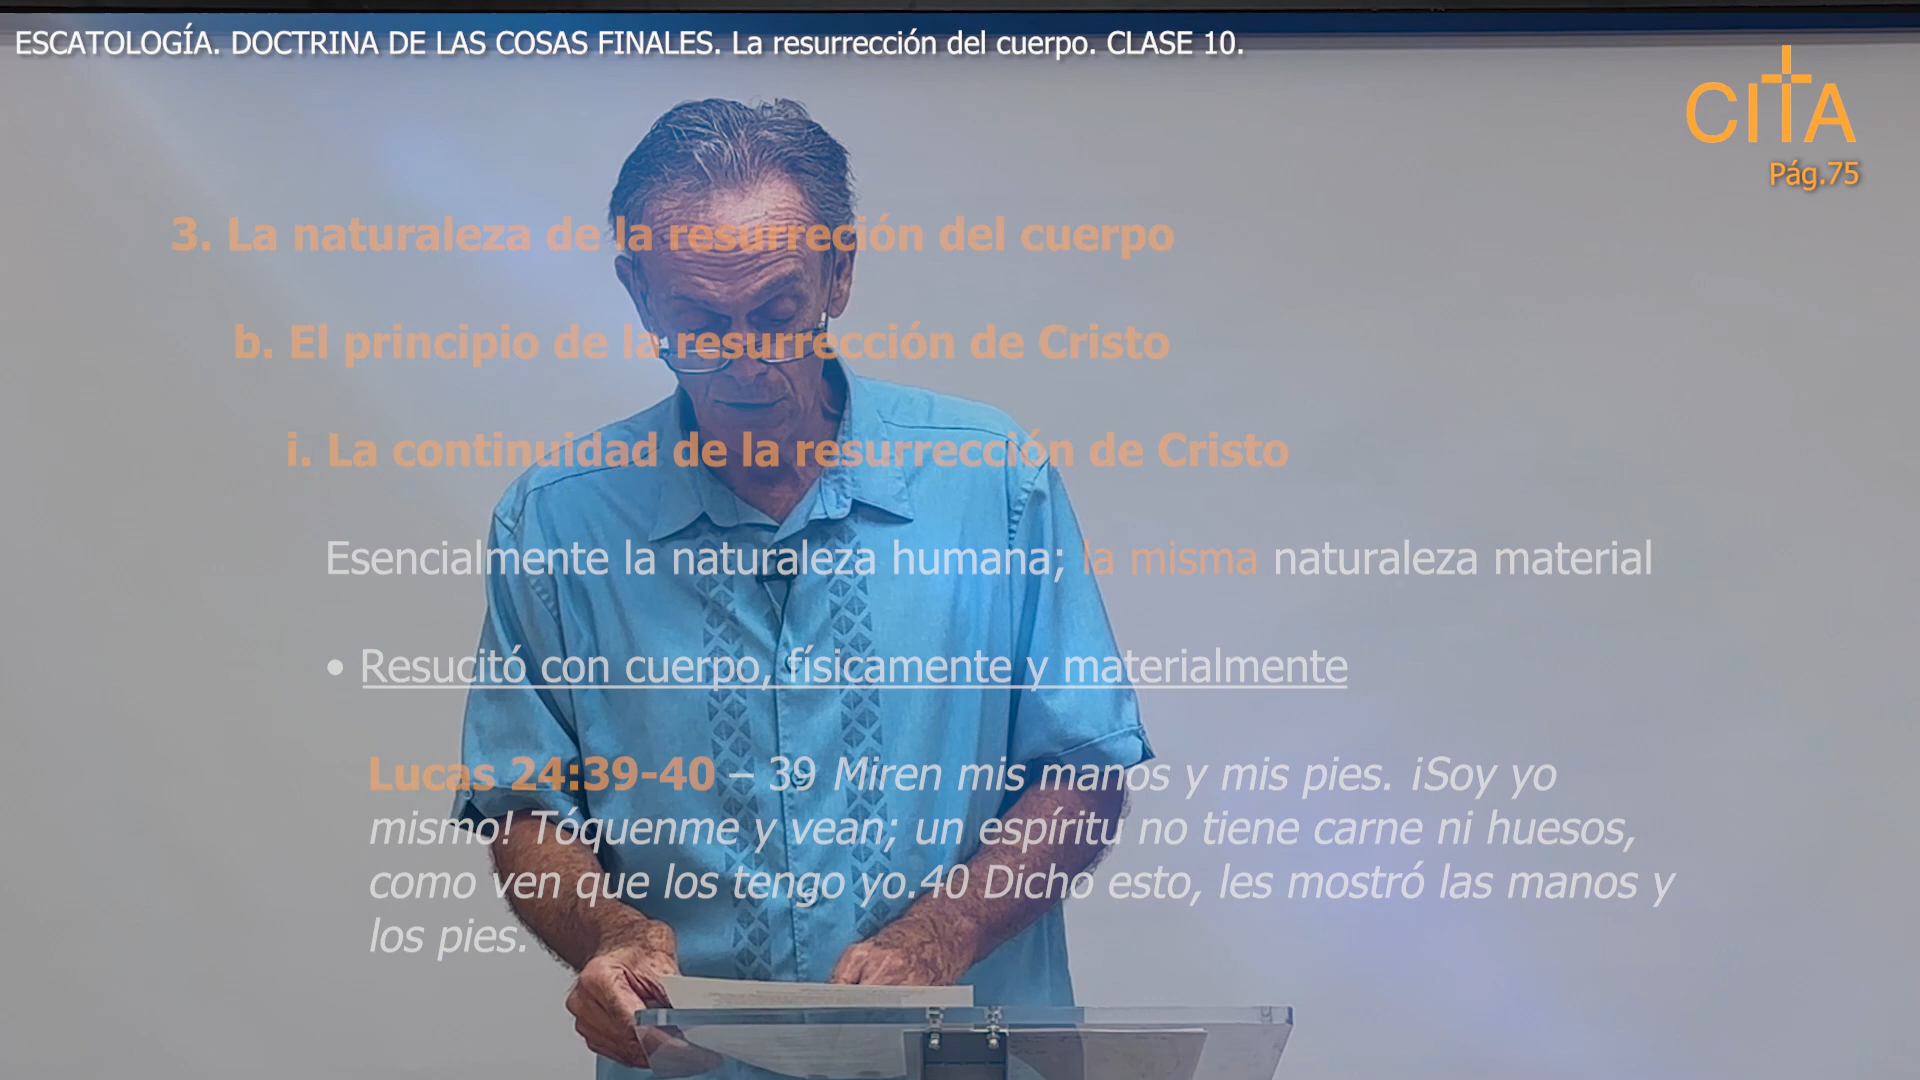 ESCATOLOGÍA. DOCTRINA DE LAS COSAS FINALES. La resurrección del cuerpo. CLASE 10.
CITA
Pág.75
3. La naturaleza de la resurreción del cuerpo
b. El principio de la resurrección de Cristo
i. La continuidad de la resurrección de Cristo
Esencialmente la naturaleza humana; la misma naturaleza material
• Resucitó con cuerpo, físicamente y materialmente
Lucas 24:39-40 – 39 Miren mis manos y mis pies. ¡Soy yo
mismo! Tóquenme y vean; un espíritu no tiene carne ni huesos,
como ven que los tengo yo.40 Dicho esto, les mostró las manos y
los pies.